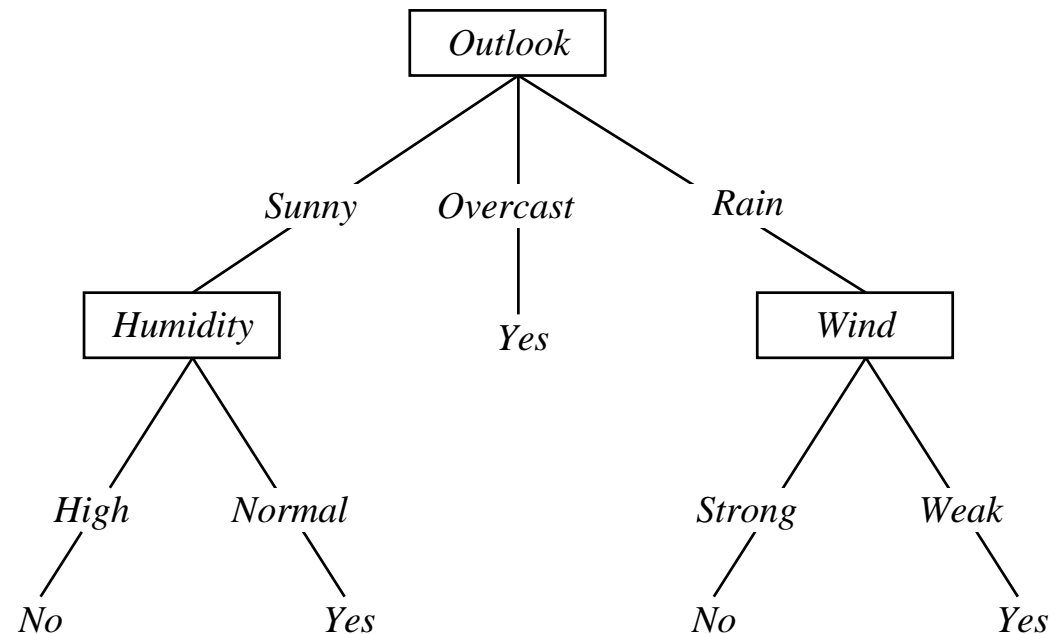 Outlook
Sunny Overcast Rain
Humidity Yes Wind
High Normal Strong Weak
No Yes No Yes